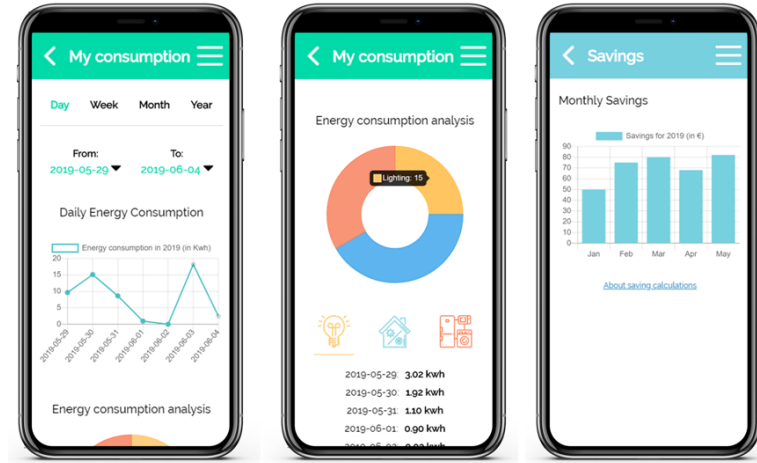 My consumption
Day Week Month Year
From: To:
2019-05-29 2019-06-04
Daily Energy Consumption
Energy consumption in 2019 (in Kwh)
20
15
10
5
0
2019-05-29 2019-05-30 2019-05-31 2019-06-01 2019-06-02 2019-06-03 2019-06-04
Energy consumption analysis
My consumption
Energy consumption analysis
Lighting: 15
2019-05-29: 3.02 kwh
2019-05-30: 1.92 kwh
2019-05-31: 1.10 kwh
2019-06-01: 0.90 kwh
Savings
Monthly Savings
Savings for 2019 (in €)
90
80
70
60
50
40
30
20
10
0
Jan Feb Mar Apr May
About saving calculations